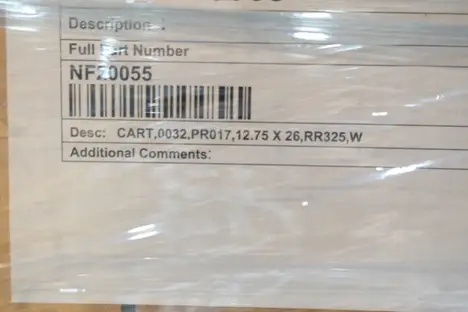 Description :
Full Part Number
NF20055
Desc: CART,0032,PR017,12.75 X 26,RR325,W
Additional Comments: